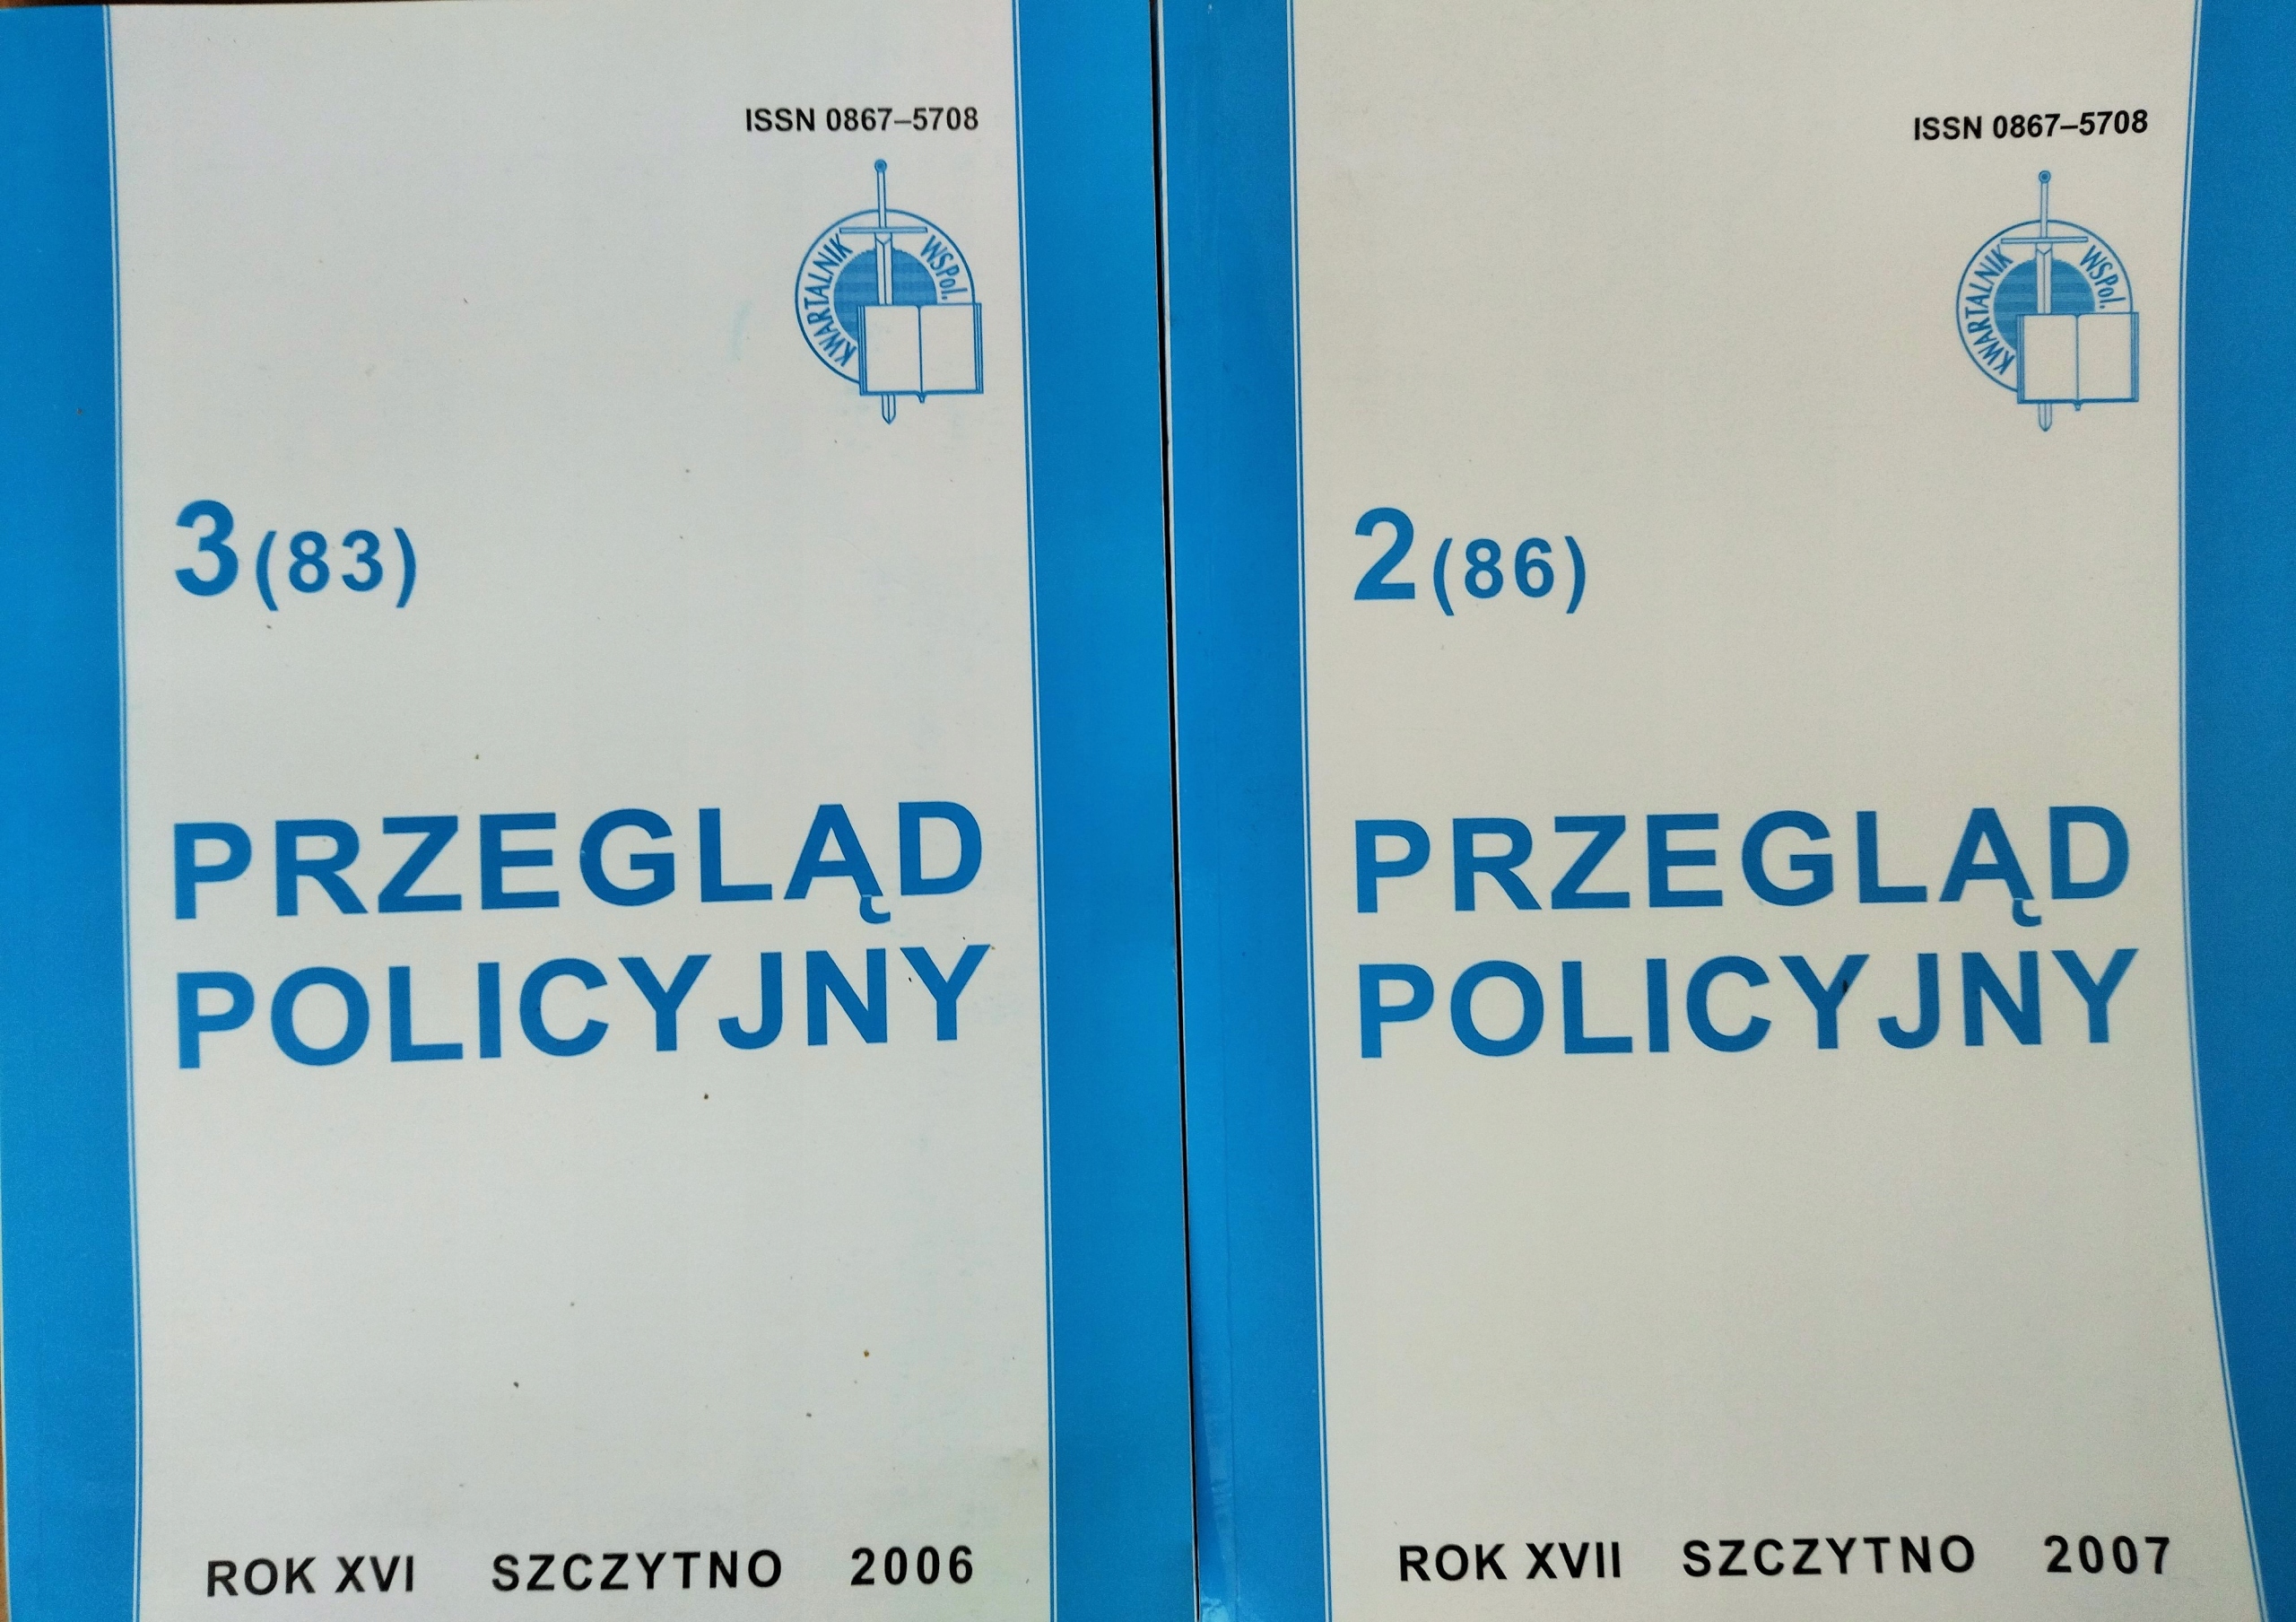 ISSN 0867–5708
KWARTALNIK WSPol.
3(83)
PRZEGLĄD
POLICYJNY
ROK XVI SZCZYTNO 2006
ISSN 0867–5708
KWARTALNIK WSPol.
2(86)
PRZEGLĄD
POLICYJNY
ROK XVII SZCZYTNO 2007